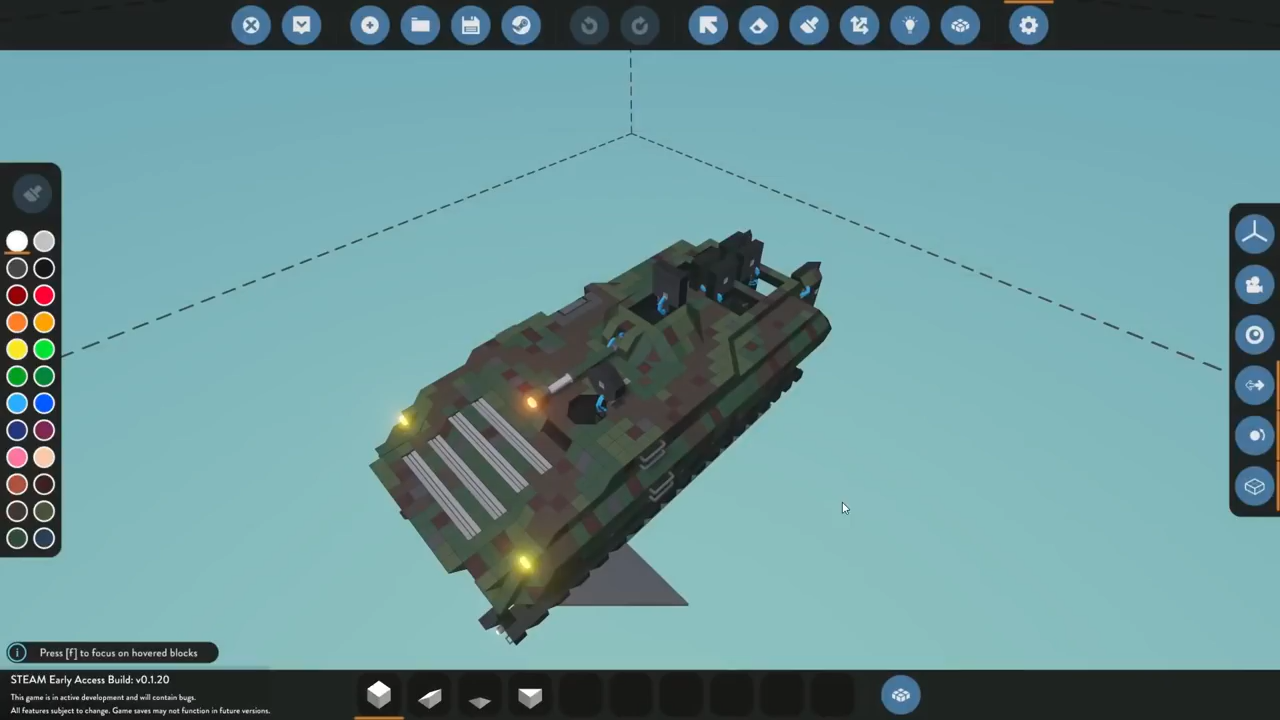 Press [f] to focus on hovered blocks
STEAM Early Access Build: v0.1.20
This game is in active development and will contain bugs.
All features subject to change. Game saves may not function in future versions.